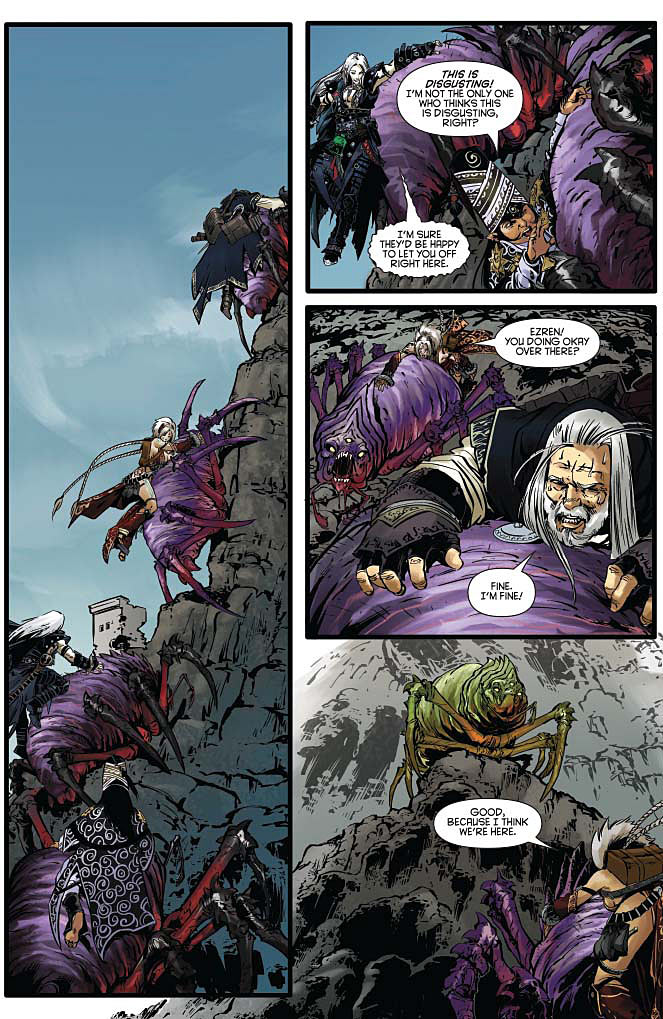 THIS IS
DISGUSTING!
I'M NOT THE ONLY ONE
WHO THINKS THIS
IS DISGUSTING,
RIGHT?
I'M SURE
THEY'D BE HAPPY
TO LET YOU OFF
RIGHT HERE.
EZREN!
YOU DOING OKAY
OVER THERE?
FINE.
I'M FINE!
GOOD,
BECAUSE I THINK
WE'RE HERE.